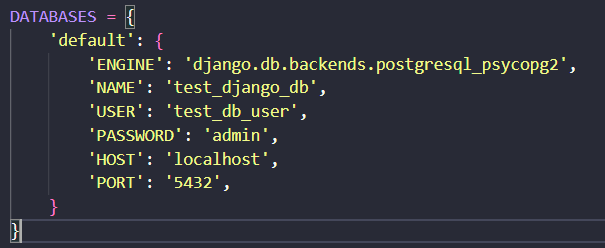 DATABASES = {
    'default': {
        'ENGINE': 'django.db.backends.postgresql_psycopg2',
        'NAME': 'test_django_db',
        'USER': 'test_db_user',
        'PASSWORD': 'admin',
        'HOST': 'localhost',
        'PORT': '5432',
    }
}